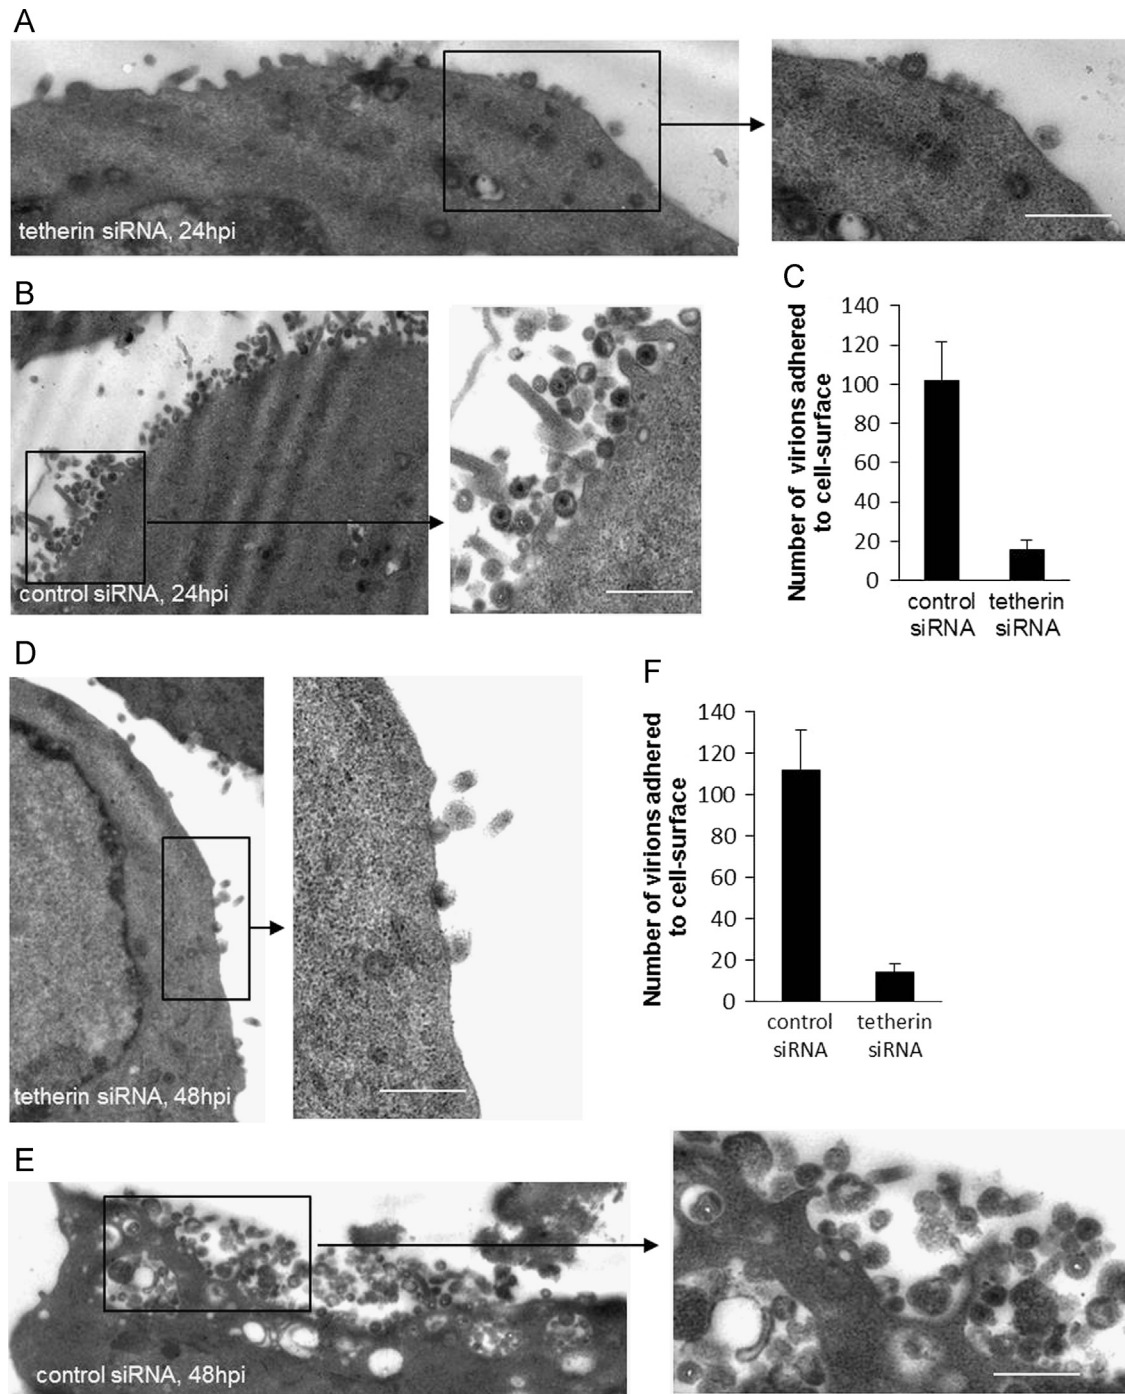 A
tetherin siRNA, 24hpi
B
control siRNA, 24hpi
C
Number of virions adhered
to cell-surface
140
120
100
80
60
40
20
0
control
siRNA
tetherin
siRNA
D
tetherin siRNA, 48hpi
F
Number of virions adhered
to cell-surface
140
120
100
80
60
40
20
0
control
siRNA
tetherin
siRNA
E
control siRNA, 48hpi